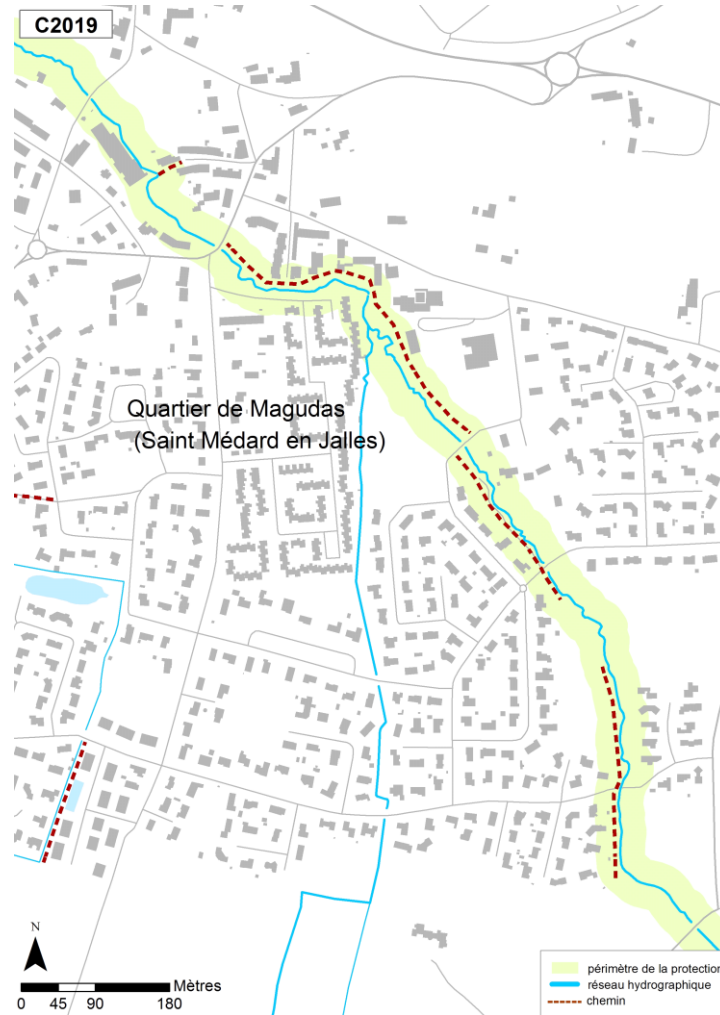 C2019
Quartier de Magudas
(Saint Médard en Jalles)
N
Mètres
0 45 90 180
périmètre de la protection
réseau hydrographique
chemin